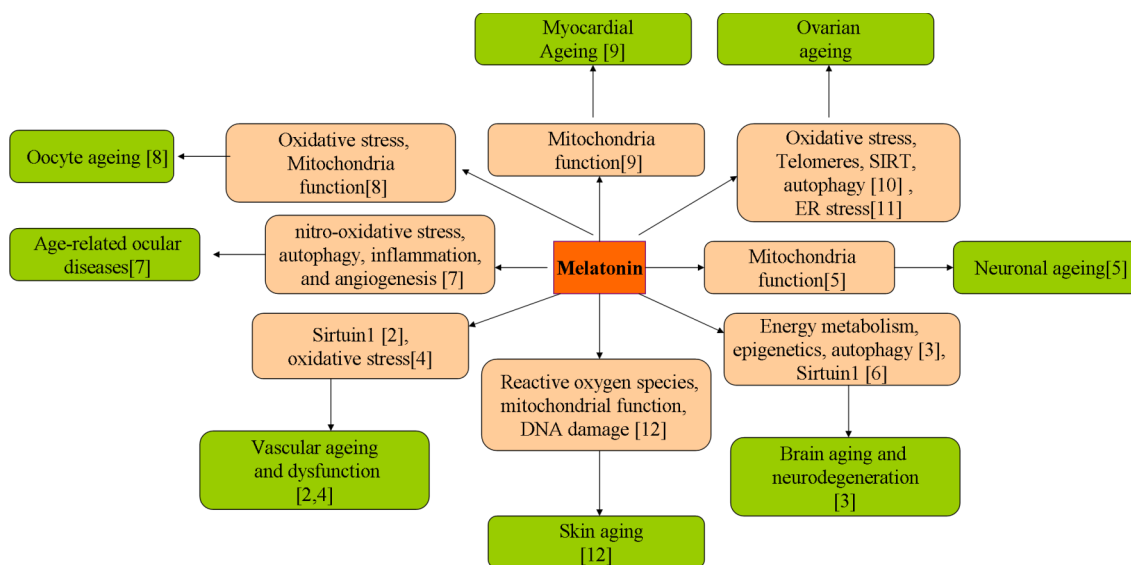 Myocardial
Ageing [9]
Ovarian
ageing
Oocyte ageing [8]
Oxidative stress,
Mitochondria
function[8]
Mitochondria
function[9]
Oxidative stress,
Telomeres, SIRT,
autophagy [10] ,
ER stress[11]
Age-related ocular
diseases[7]
nitro-oxidative stress,
autophagy, inflammation,
and angiogenesis [7]
Melatonin
Mitochondria
function[5]
Neuronal ageing[5]
Sirtuin1 [2],
oxidative stress[4]
Reactive oxygen species,
mitochondrial function,
DNA damage [12]
Energy metabolism,
epigenetics, autophagy [3],
Sirtuin1 [6]
Vascular ageing
and dysfunction
[2,4]
Skin aging
[12]
Brain aging and
neurodegeneration
[3]